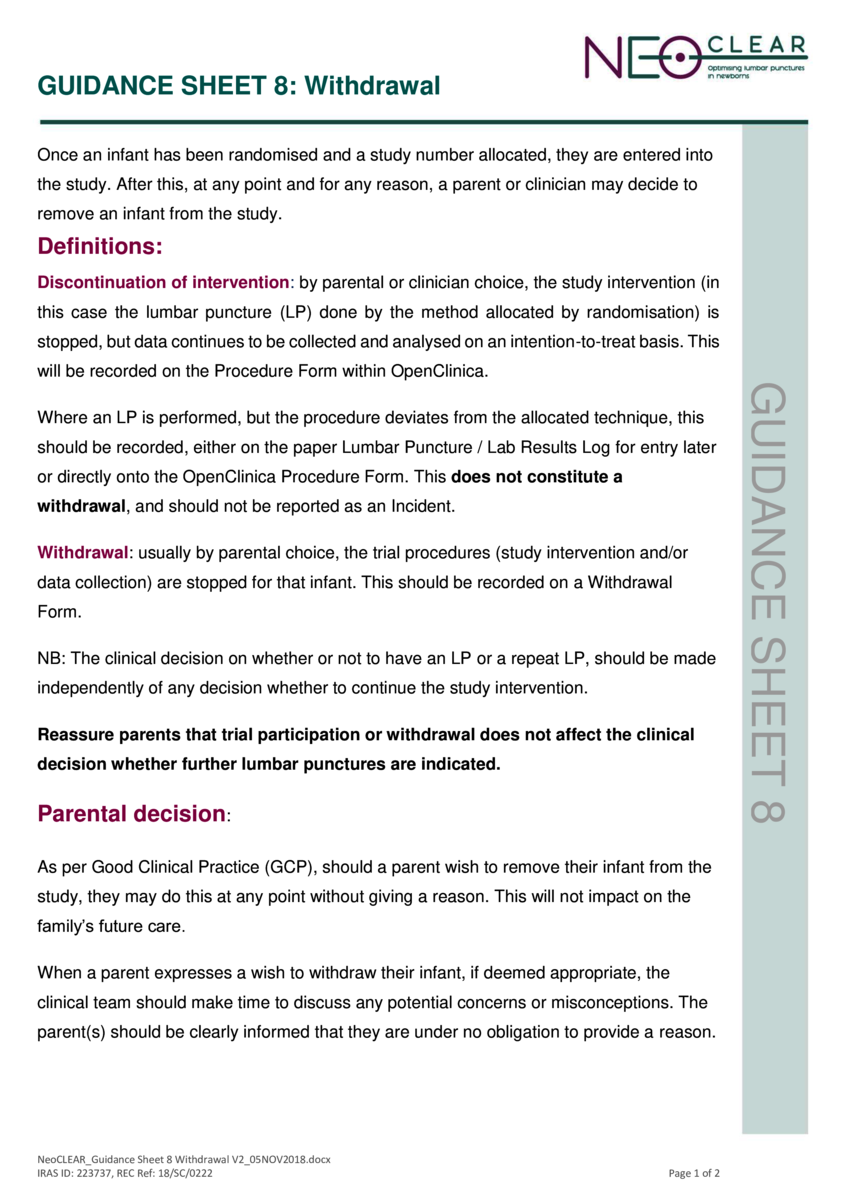 NEO CLEAR
Optimising lumbar punctures
in newborns
GUIDANCE SHEET 8: Withdrawal
Once an infant has been randomised and a study number allocated, they are entered into
the study. After this, at any point and for any reason, a parent or clinician may decide to
remove an infant from the study.
Definitions:
Discontinuation of intervention: by parental or clinician choice, the study intervention (in
this case the lumbar puncture (LP) done by the method allocated by randomisation) is
stopped, but data continues to be collected and analysed on an intention-to-treat basis. This
will be recorded on the Procedure Form within OpenClinica.
Where an LP is performed, but the procedure deviates from the allocated technique, this
should be recorded, either on the paper Lumbar Puncture / Lab Results Log for entry later
or directly onto the OpenClinica Procedure Form. This does not constitute a
withdrawal, and should not be reported as an Incident.
Withdrawal: usually by parental choice, the trial procedures (study intervention and/or
data collection) are stopped for that infant. This should be recorded on a Withdrawal
Form.
NB: The clinical decision on whether or not to have an LP or a repeat LP, should be made
independently of any decision whether to continue the study intervention.
Reassure parents that trial participation or withdrawal does not affect the clinical
decision whether further lumbar punctures are indicated.
Parental decision:
As per Good Clinical Practice (GCP), should a parent wish to remove their infant from the
study, they may do this at any point without giving a reason. This will not impact on the
family's future care.
When a parent expresses a wish to withdraw their infant, if deemed appropriate, the
clinical team should make time to discuss any potential concerns or misconceptions. The
parent(s) should be clearly informed that they are under no obligation to provide a reason.
GUIDANCE SHEET 8
NeoCLEAR_Guidance Sheet 8 Withdrawal V2_05NOV2018.docx
IRAS ID: 223737, REC Ref: 18/SC/0222
Page 1 of 2